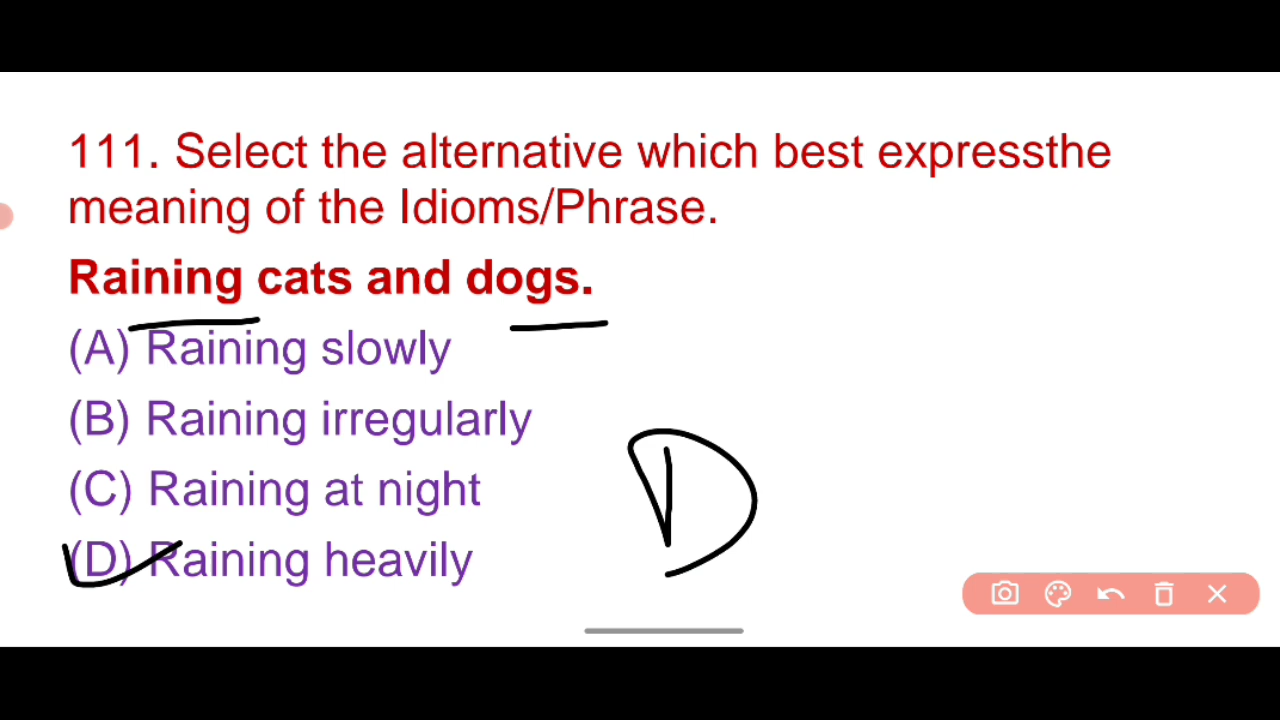 111. Select the alternative which best expressthe
meaning of the Idioms/Phrase.
Raining cats and dogs.
(A) Raining slowly
(B) Raining irregularly
(C) Raining at night
(D) Raining heavily
D